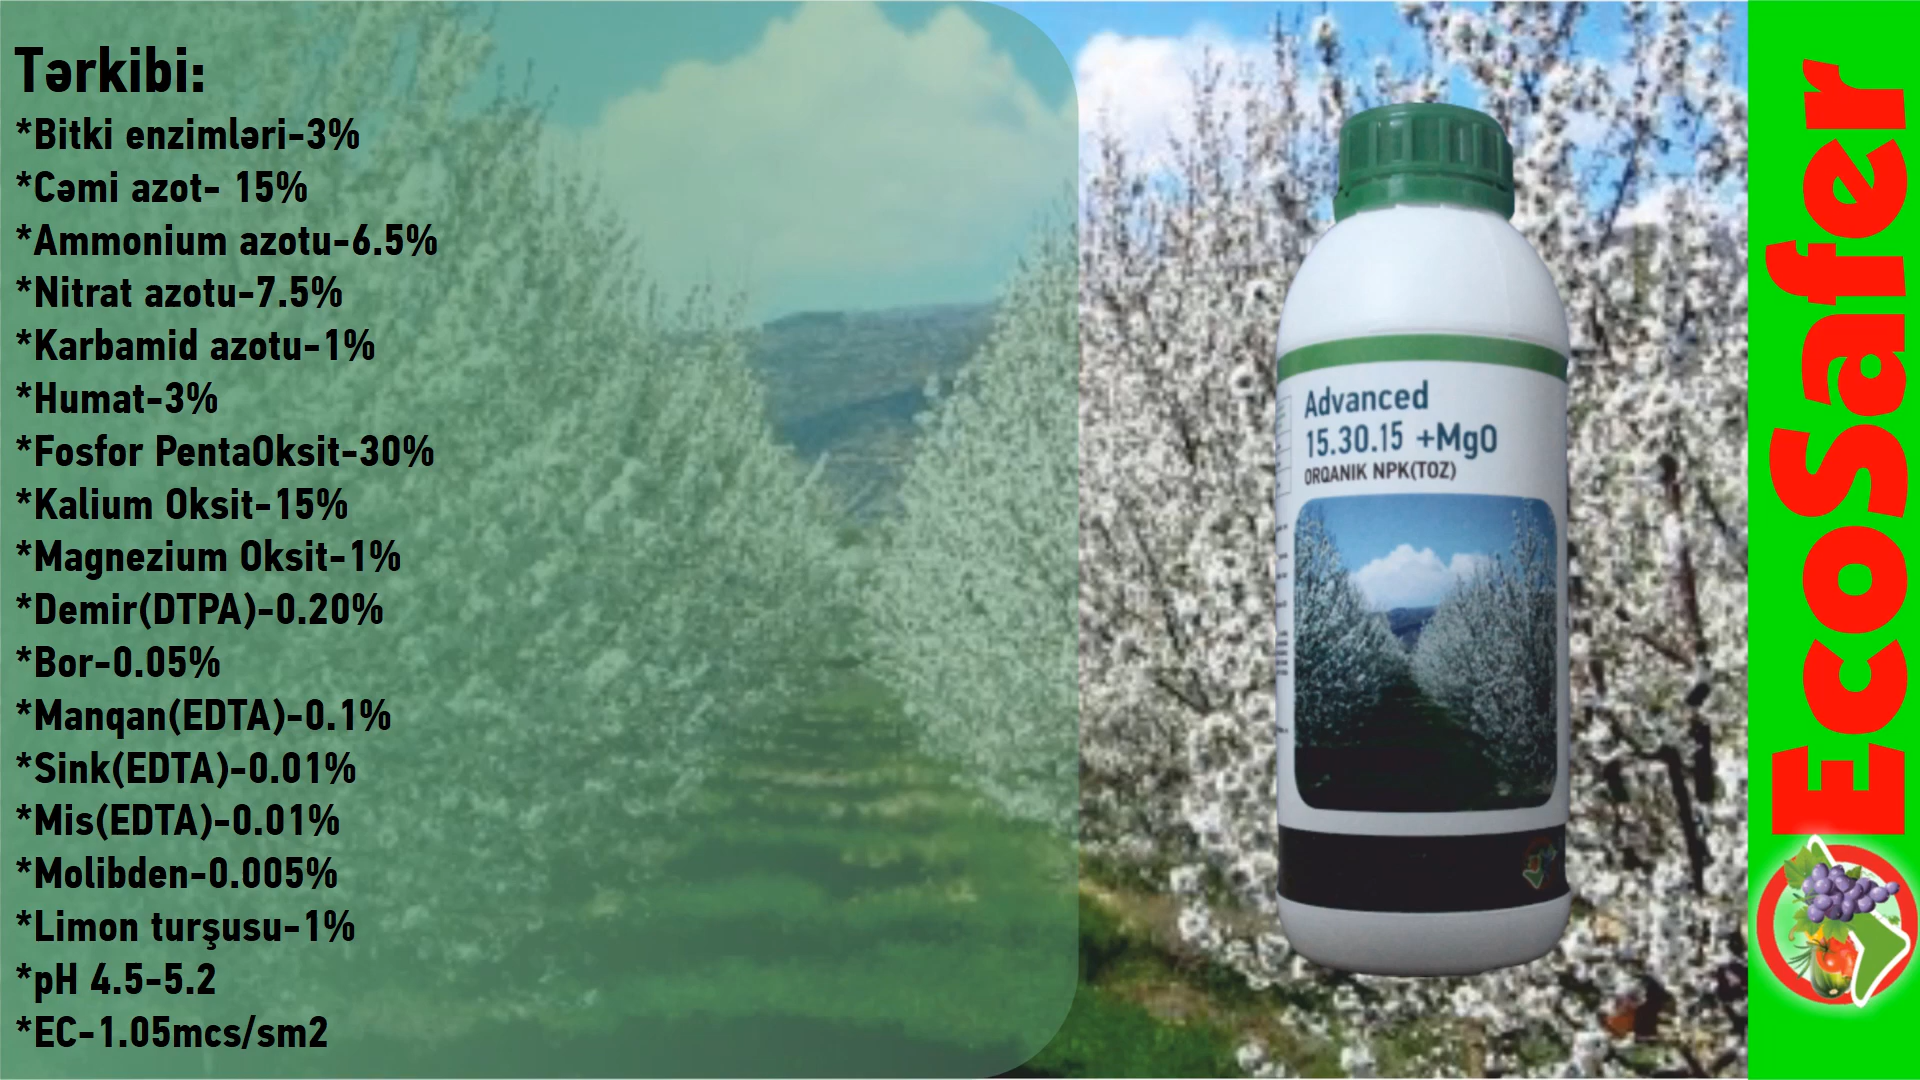 Tərkibi:
*Bitki enzimləri-3%
*Cəmi azot- 15%
*Ammonium azotu-6.5%
*Nitrat azotu-7.5%
*Karbamid azotu-1%
*Humat-3%
*Fosfor PentaOksit-30%
*Kalium Oksit-15%
*Magnezium Oksit-1%
*Demir(DTPA)-0.20%
*Bor-0.05%
*Manqan(EDTA)-0.1%
*Sink(EDTA)-0.01%
*Mis(EDTA)-0.01%
*Molibden-0.005%
*Limon turşusu-1%
*pH 4.5-5.2
*EC-1.05mcs/sm2
Advanced
15.30.15 +MgO
ORQANIK NPK(TOZ)
EcoSafer